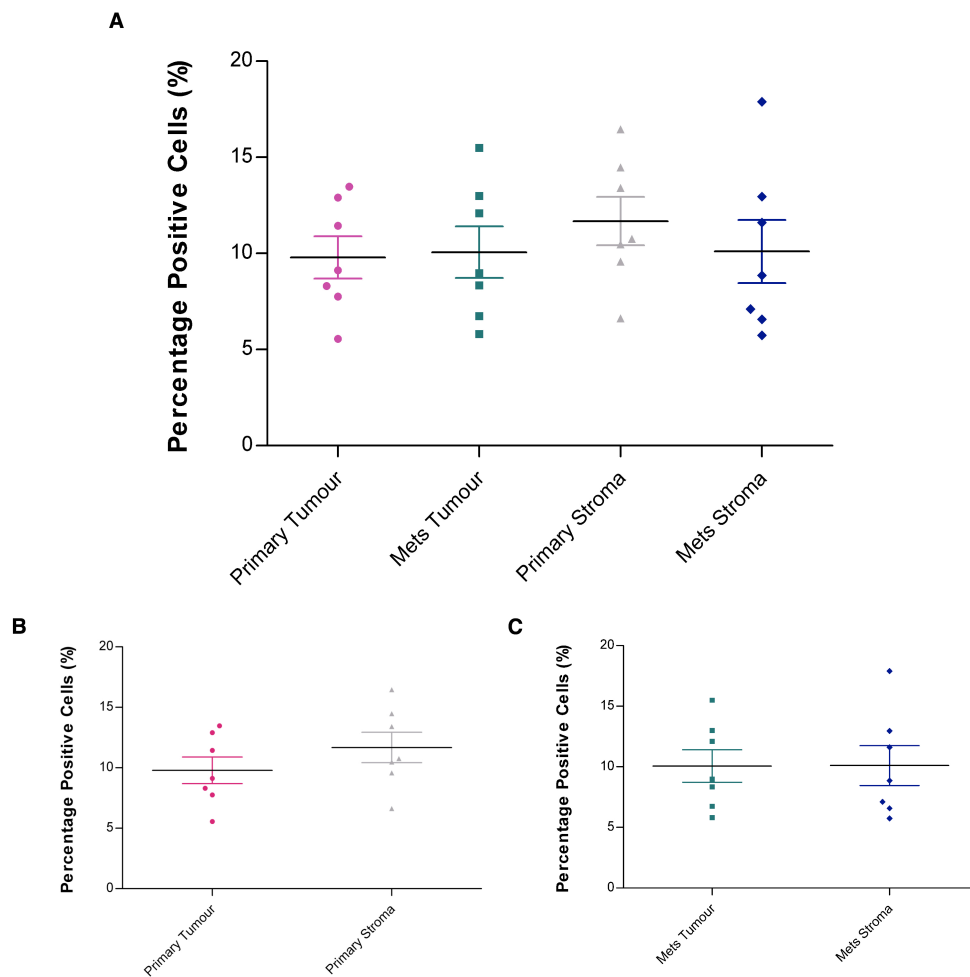 A
Percentage Positive Cells (%)
20
15
10
5
0
Primary Tumour
Mets Tumour
Primary Stroma
Mets Stroma
B
Percentage Positive Cells (%)
20
15
10
5
0
Primary Tumour
Primary Stroma
C
Percentage Positive Cells (%)
20
15
10
5
0
Mets Tumour
Mets Stroma